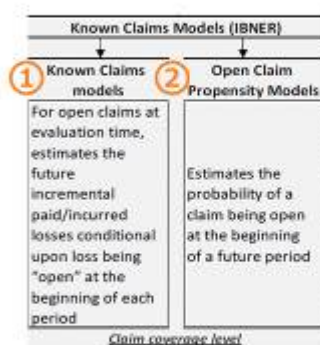 Known Claims Models (IBNER)
1
Known Claims
models
For open claims at
evaluation time,
estimates the
future
incremental
paid/incurred
losses conditional
upon loss being
"open" at the
beginning of each
period
2
Open Claim
Propensity Models
Estimates the
probability of a
claim being open
at the beginning
of a future period
Claim coverage level